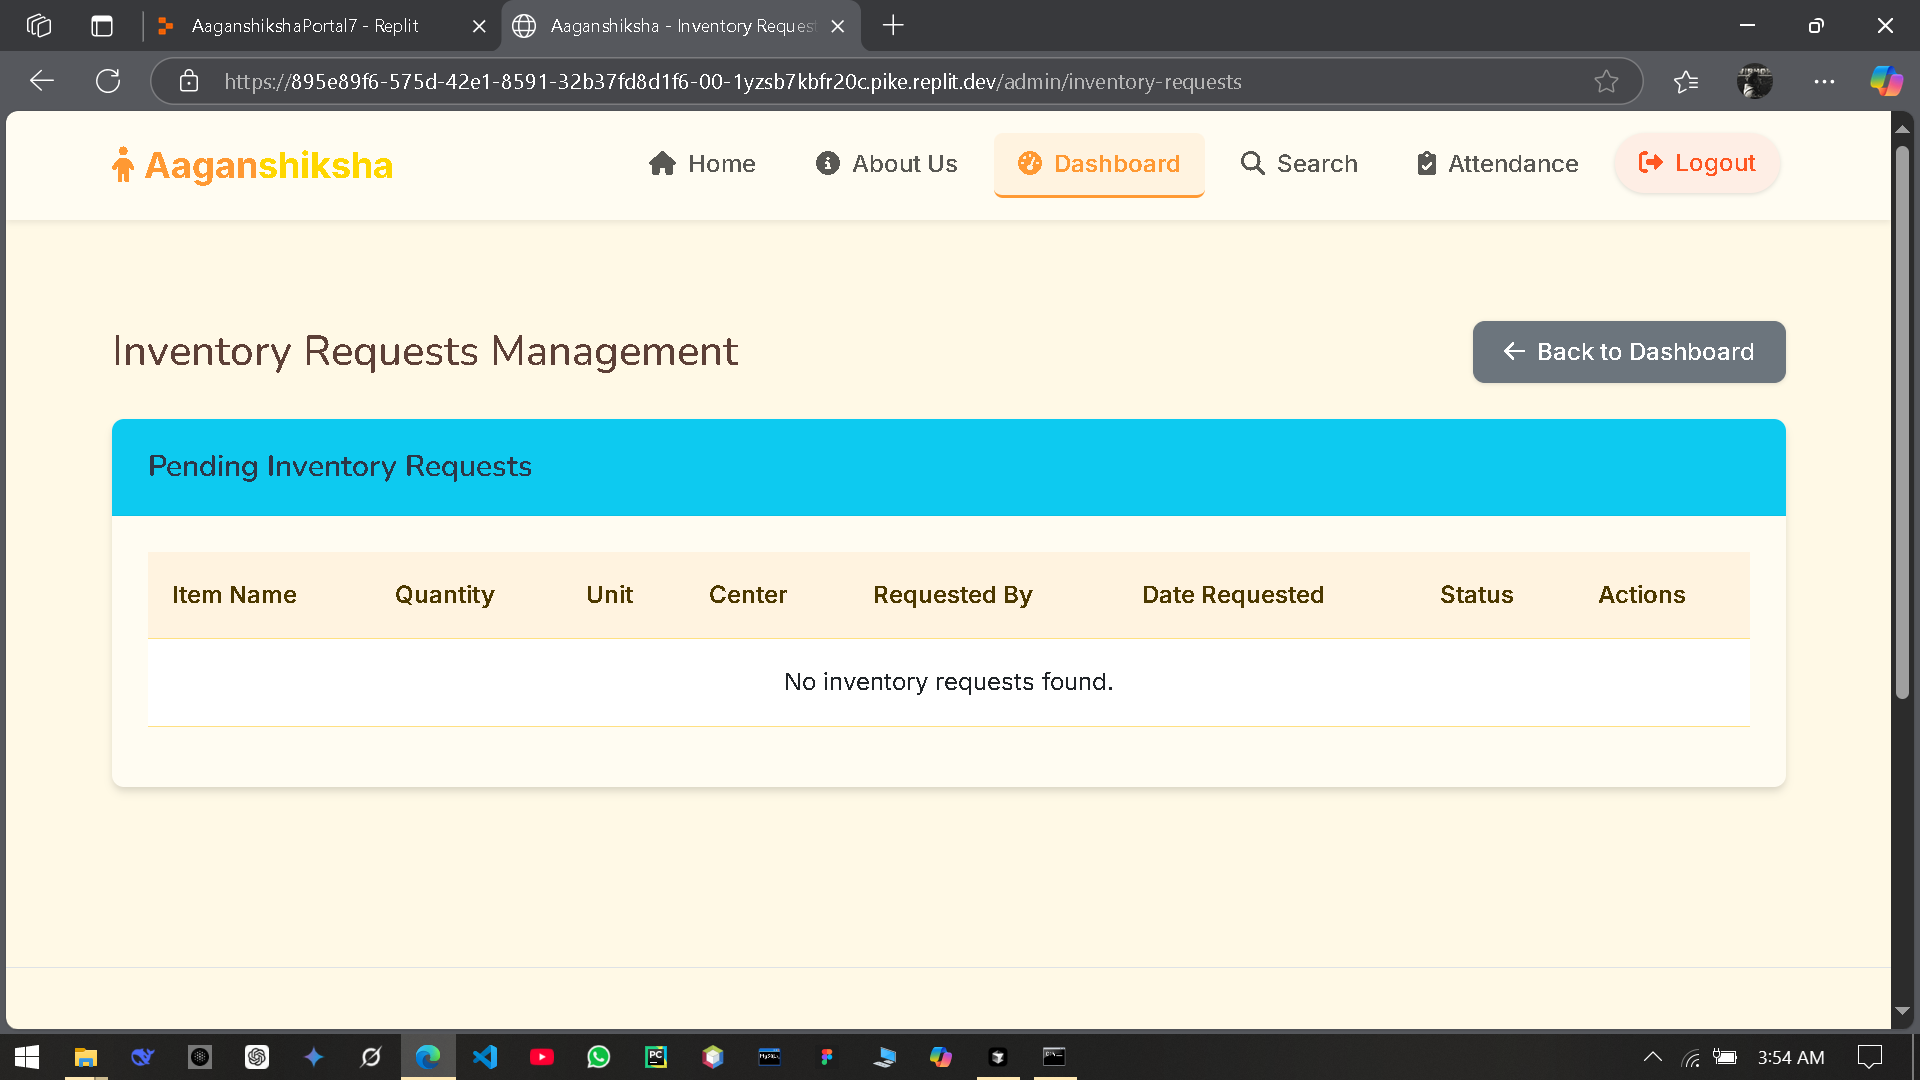 AaganshikshaPortal7 - Replit
Aaganshiksha - Inventory Request
https://895e89f6-575d-42e1-8591-32b37fd8d1f6-00-1yzsb7kbfr20c.pike.replit.dev/admin/inventory-requests
Aaganshiksha
Home
About Us
Dashboard
Search
Attendance
Logout
Inventory Requests Management
Back to Dashboard
Pending Inventory Requests
Item Name Quantity Unit Center Requested By Date Requested Status Actions
No inventory requests found.
PC
MySQL
3:54 AM